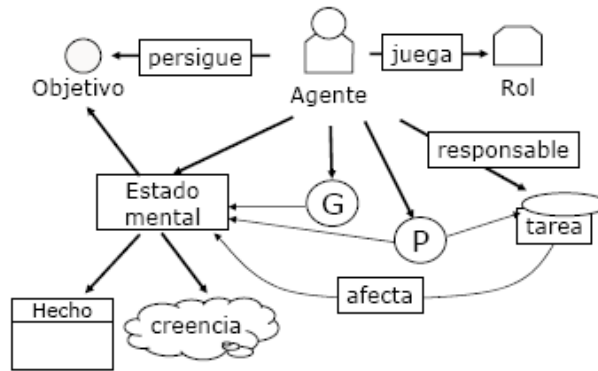 persigue
juega
Objetivo
Agente
Rol
responsable
Estado
mental
G
P
tarea
afecta
Hecho
creencia